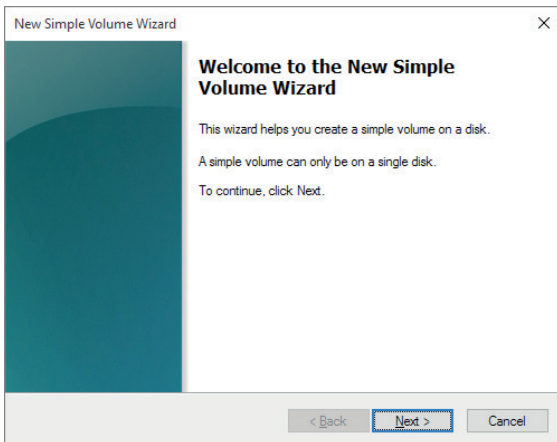 New Simple Volume Wizard
Welcome to the New Simple
Volume Wizard
This wizard helps you create a simple volume on a disk.
A simple volume can only be on a single disk.
To continue, click Next.
< Back
Next >
Cancel